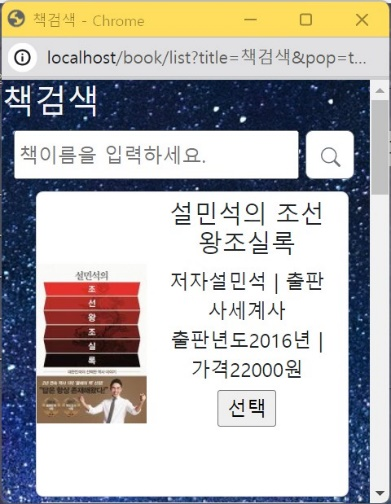 책검색 - Chrome
localhost/book/list?title=책검색&pop=t...
책검색
책이름을 입력하세요.
설민석의 조선
왕조실록
저자설민석 | 출판
사세계사
출판년도2016년 |
가격22000원
선택
설민석의
조
선
왕
조
실
록